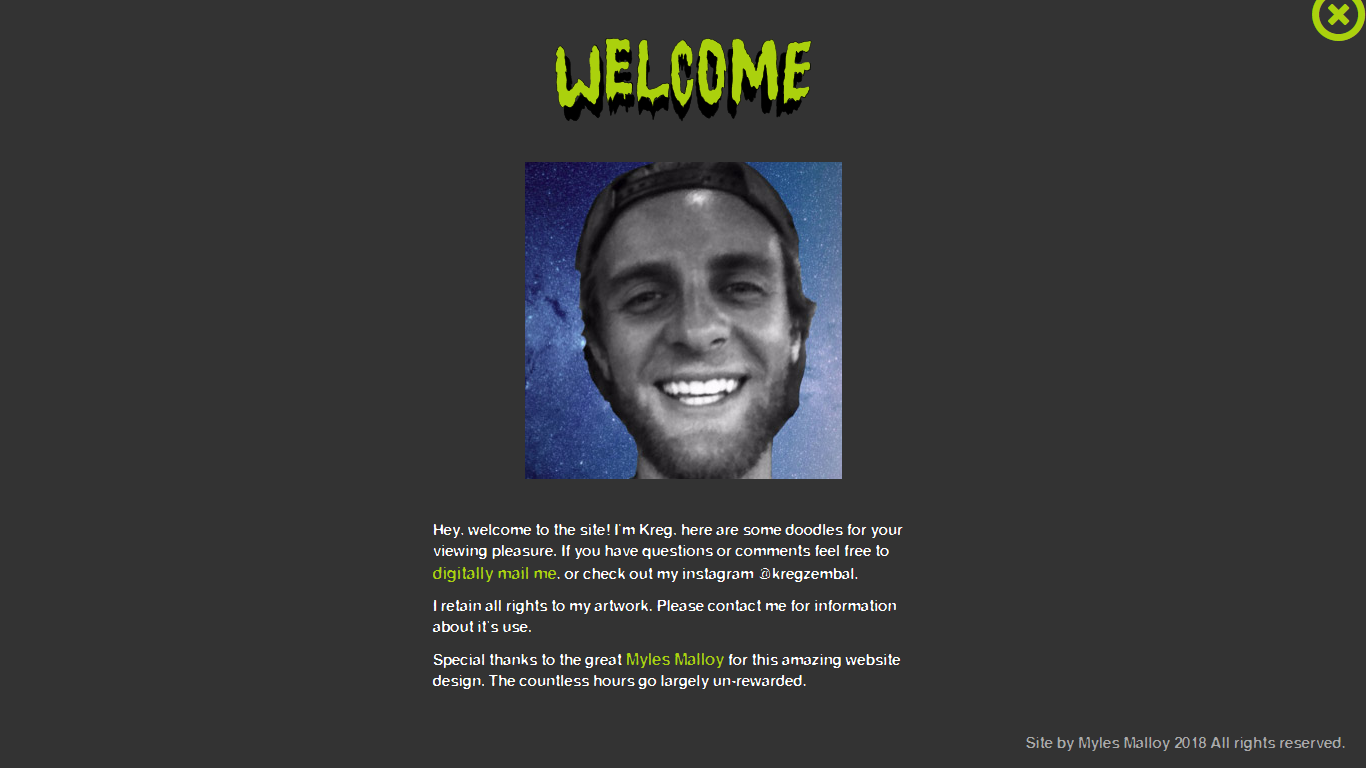 WELCOME
Hey, welcome to the site! I'm Kreg, here are some doodles for your
viewing pleasure. If you have questions or comments feel free to
digitally mail me, or check out my instagram @kregzembal.
I retain all rights to my artwork. Please contact me for information
about it's use.
Special thanks to the great Myles Malloy for this amazing website
design. The countless hours go largely un-rewarded.
Site by Myles Malloy 2018 All rights reserved.